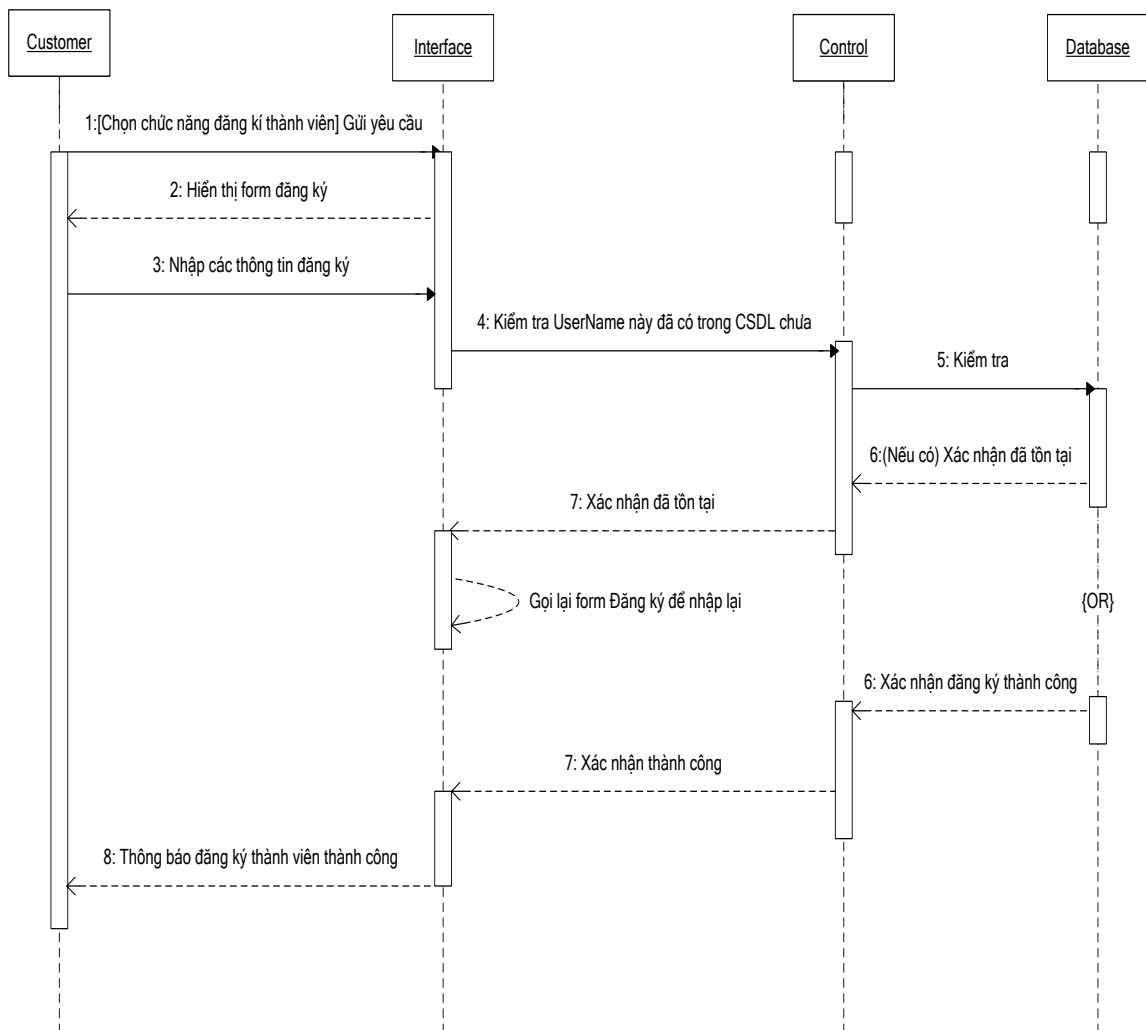 Customer
Interface
Control
Database
1:[Chọn chức năng đăng kí thành viên] Gửi yêu cầu
2: Hiển thị form đăng ký
3: Nhập các thông tin đăng ký
4: Kiểm tra UserName này đã có trong CSDL chưa
5: Kiểm tra
6:(Nếu có) Xác nhận đã tồn tại
7: Xác nhận đã tồn tại
Gọi lại form Đăng ký để nhập lại
{OR}
6: Xác nhận đăng ký thành công
7: Xác nhận thành công
8: Thông báo đăng ký thành viên thành công